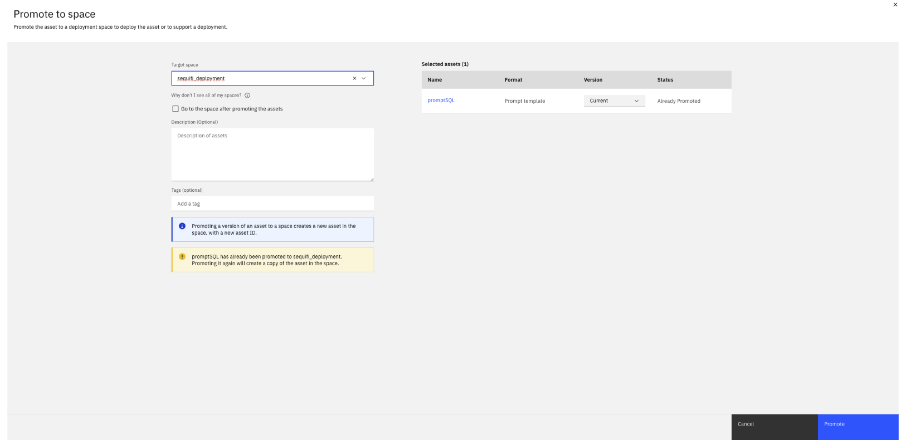 Promote to space
Promote the asset to a deployment space to deploy the asset or to support a deployment.
Target space
sequifi_deployment
Why don't I see all of my spaces?
Go to the space after promoting the assets
Description (Optional)
Description of assets
Tags (optional)
Add a tag
Promoting a version of an asset to a space creates a new asset in the
space, with a new asset ID.
promptSQL has already been promoted to sequifi_deployment.
Promoting it again will create a copy of the asset in the space.
Selected assets (1)
Name Format Version Status
promptSQL Prompt template Current Already Promoted
Cancel Promote